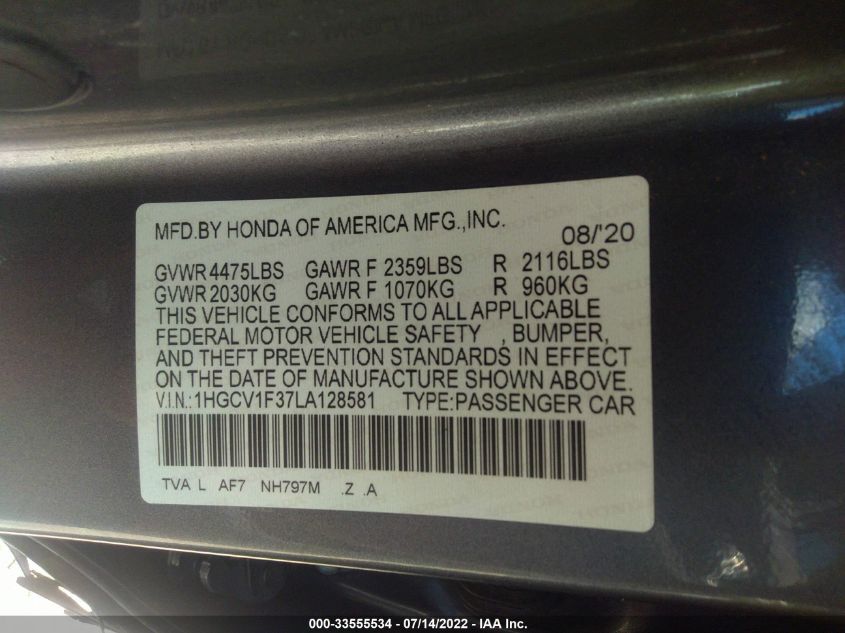 MFD.BY HONDA OF AMERICA MFG.,INC. 08/'20
GVWR 4475LBS GAWR F 2359LBS R 2116LBS
GVWR 2030KG GAWR F 1070KG R 960KG
THIS VEHICLE CONFORMS TO ALL APPLICABLE
FEDERAL MOTOR VEHICLE SAFETY , BUMPER,
AND THEFT PREVENTION STANDARDS IN EFFECT
ON THE DATE OF MANUFACTURE SHOWN ABOVE.
V.I.N.:1HGCV1F37LA128581 TYPE:PASSENGER CAR
TVA L AF7 NH797M .Z .A
000-33555534 - 07/14/2022 - IAA Inc.